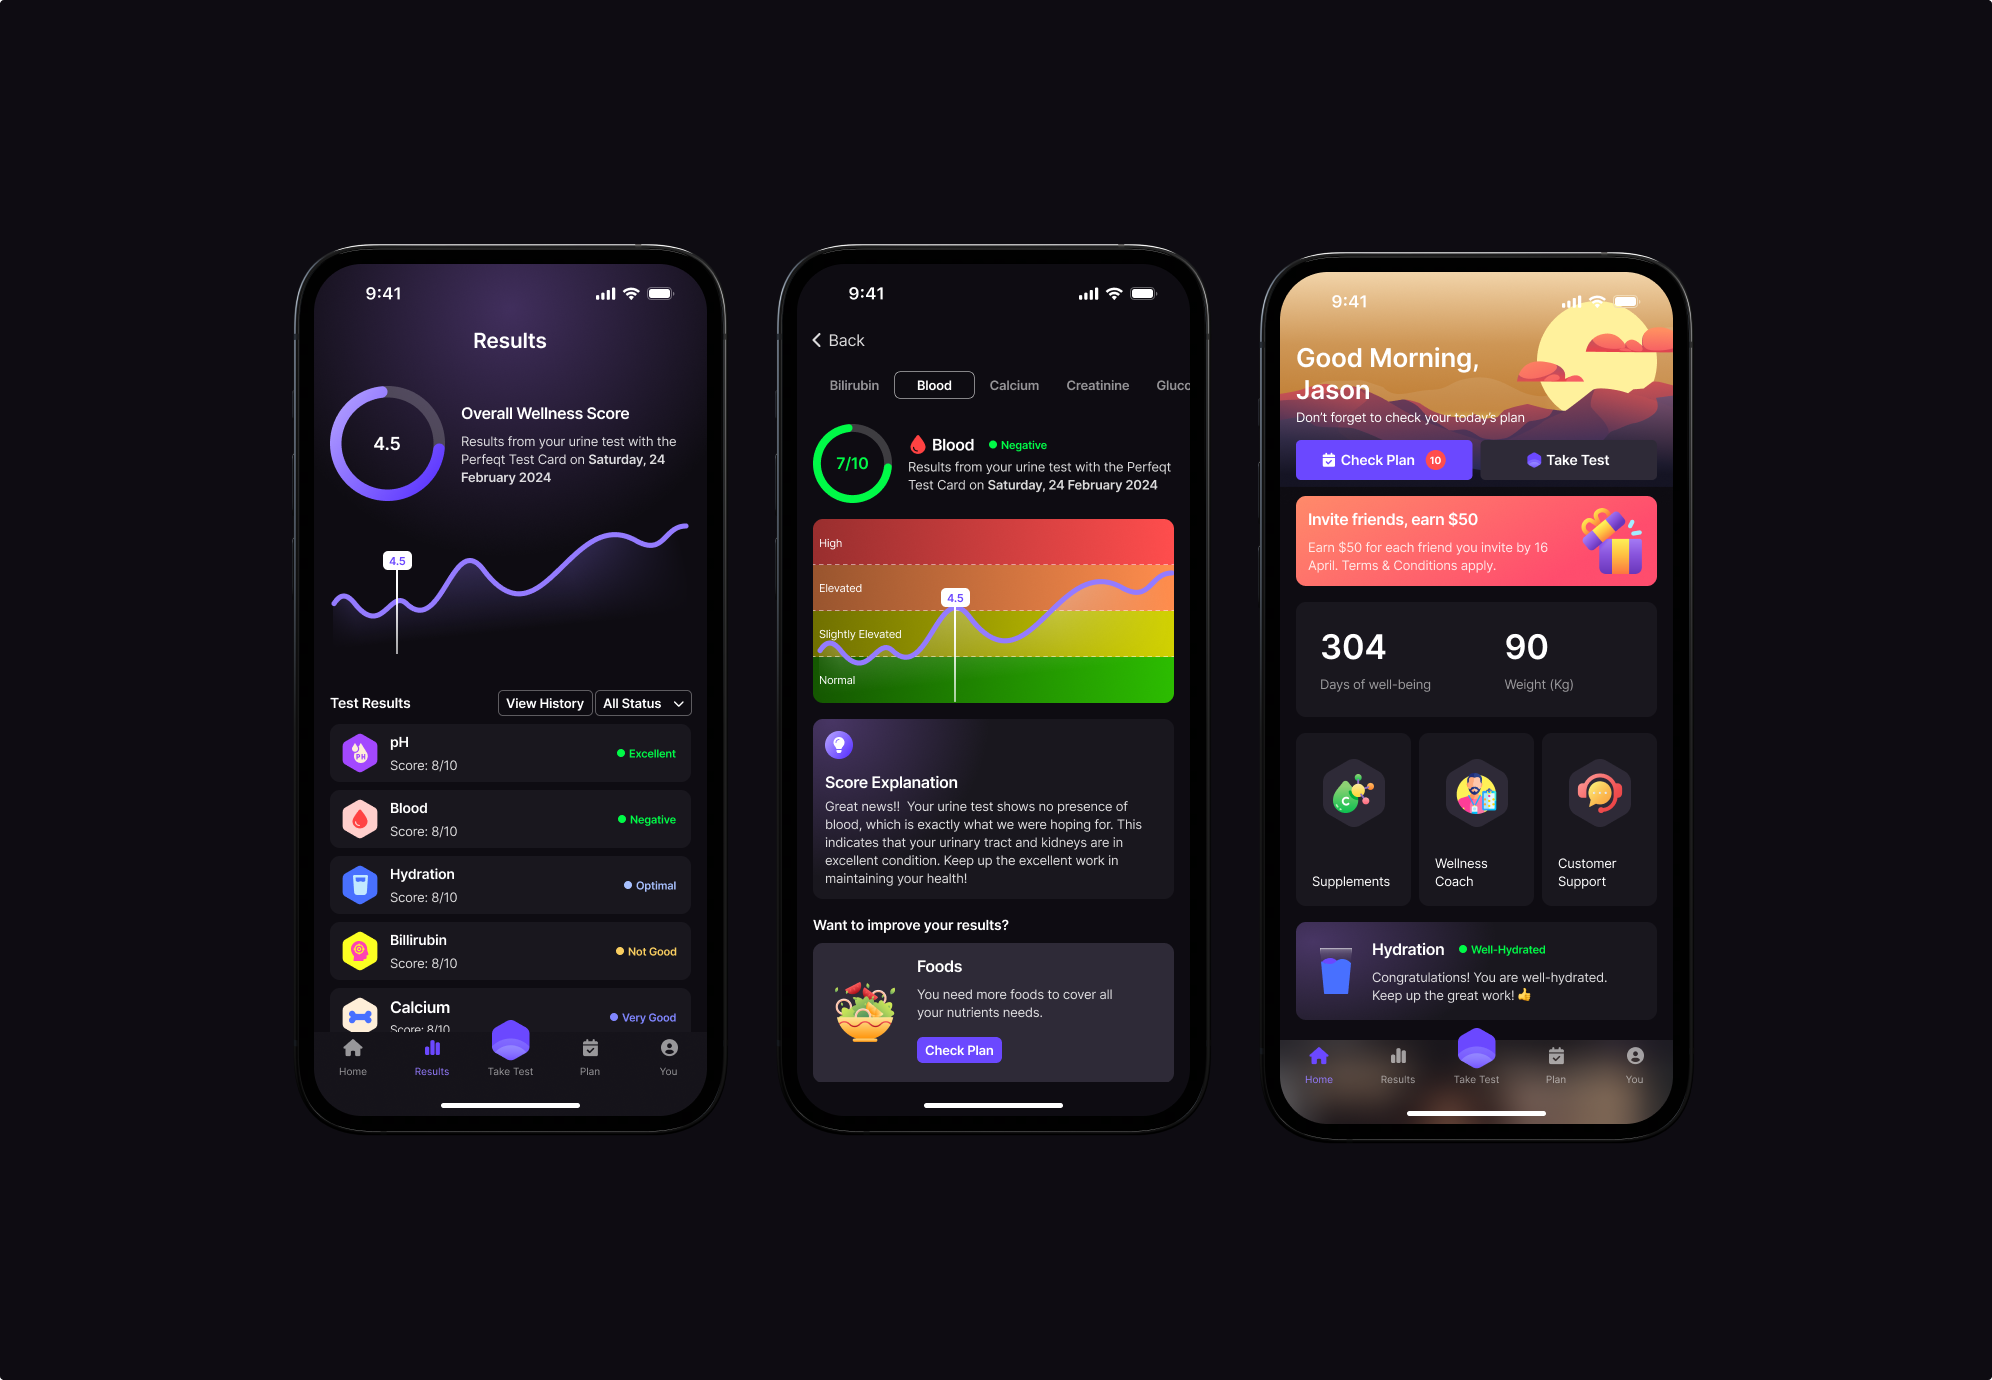 9:41
Results
4.5
Overall Wellness Score
Results from your urine test with the
Perfeqt Test Card on Saturday, 24
February 2024
4.5
Test Results
View History
All Status
pH
Score: 8/10
Excellent
Blood
Score: 8/10
Negative
Hydration
Score: 8/10
Optimal
Billirubin
Score: 8/10
Not Good
Calcium
Score: 8/10
Very Good
Home
Results
Take Test
Plan
You
9:41
Back
Bilirubin
Blood
Calcium
Creatinine
Gluco
7/10
Blood
Negative
Results from your urine test with the Perfeqt
Test Card on Saturday, 24 February 2024
High
Elevated
4.5
Slightly Elevated
Normal
Score Explanation
Great news!!  Your urine test shows no presence of
blood, which is exactly what we were hoping for. This
indicates that your urinary tract and kidneys are in
excellent condition. Keep up the excellent work in
maintaining your health!
Want to improve your results?
Foods
You need more foods to cover all
your nutrients needs.
Check Plan
9:41
Good Morning,
Jason
Don't forget to check your today's plan
Check Plan
10
Take Test
Invite friends, earn $50
Earn $50 for each friend you invite by 16
April. Terms & Conditions apply.
304
Days of well-being
90
Weight (Kg)
Supplements
Wellness
Coach
Customer
Support
Hydration
Well-Hydrated
Congratulations! You are well-hydrated.
Keep up the great work! 👍
Home
Results
Take Test
Plan
You